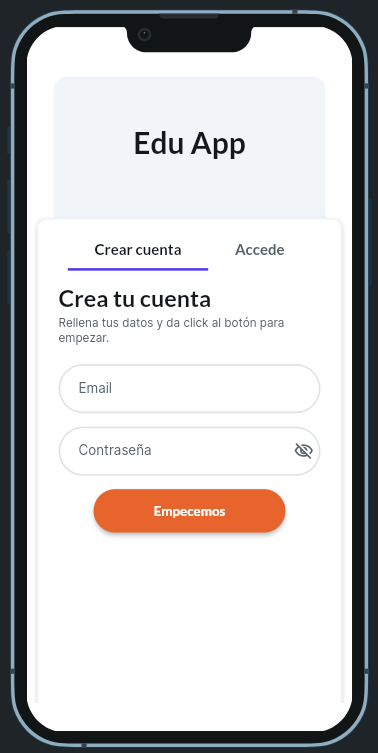 Edu App
Crear cuenta Accede
Crea tu cuenta
Rellena tus datos y da click al botón para
empezar.
Email
Contraseña
Empecemos